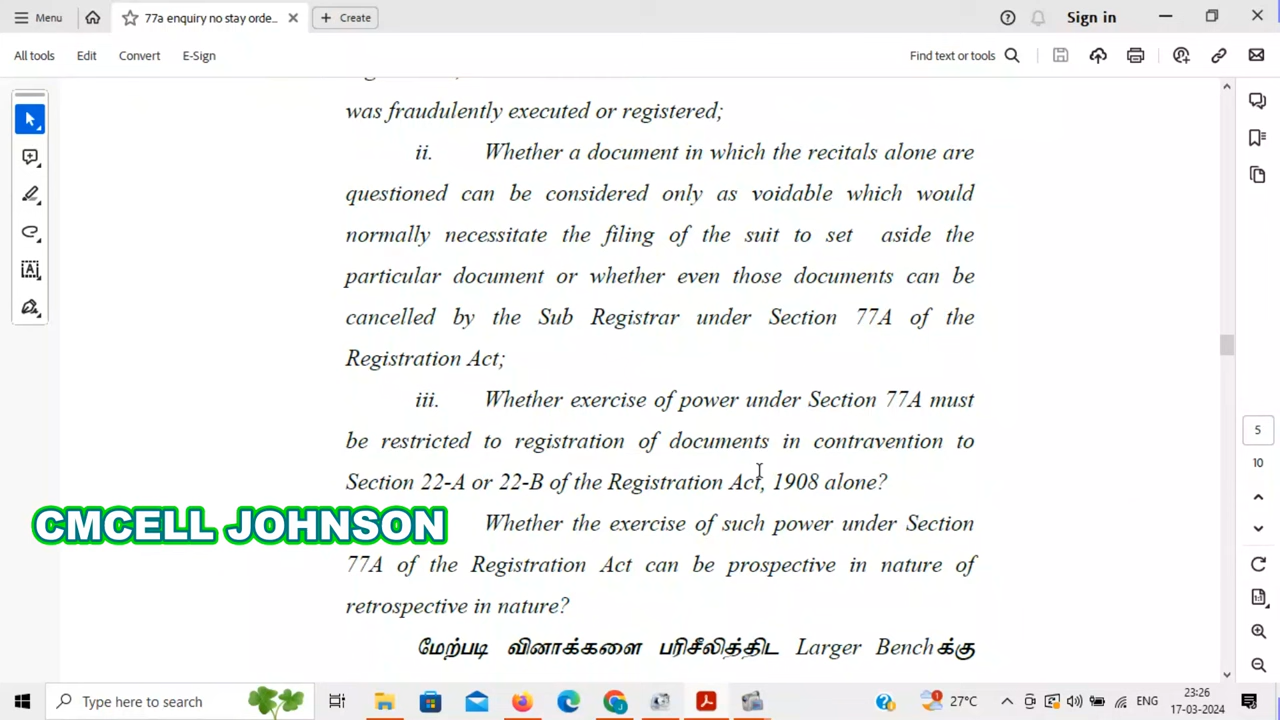 Menu
77a enquiry no stay orde...
Create
Sign in
All tools
Edit
Convert
E-Sign
Find text or tools
was fraudulently executed or registered;
ii. Whether a document in which the recitals alone are
questioned can be considered only as voidable which would
normally necessitate the filing of the suit to set aside the
particular document or whether even those documents can be
cancelled by the Sub Registrar under Section 77A of the
Registration Act;
iii. Whether exercise of power under Section 77A must
be restricted to registration of documents in contravention to
Section 22-A or 22-B of the Registration Act, 1908 alone?
CMCELL JOHNSON
Whether the exercise of such power under Section
77A of the Registration Act can be prospective in nature of
retrospective in nature?
மேற்படி வினாக்களை பரிசீலித்திட Larger Benchக்கு
5
10
Type here to search
27°C
ENG
23:26
17-03-2024